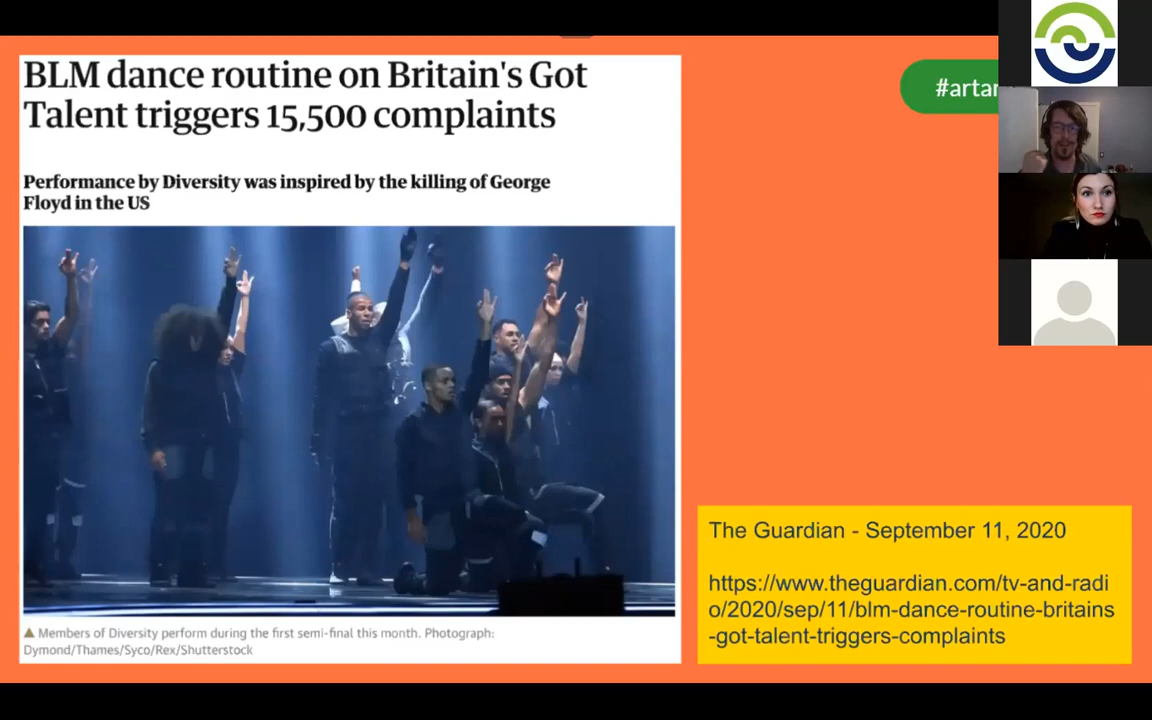 BLM dance routine on Britain's Got
Talent triggers 15,500 complaints
Performance by Diversity was inspired by the killing of George
Floyd in the US
▲ Members of Diversity perform during the first semi-final this month. Photograph:
Dymond/Thames/Syco/Rex/Shutterstock
#artar
The Guardian - September 11, 2020
https://www.theguardian.com/tv-and-radi
o/2020/sep/11/blm-dance-routine-britains
-got-talent-triggers-complaints